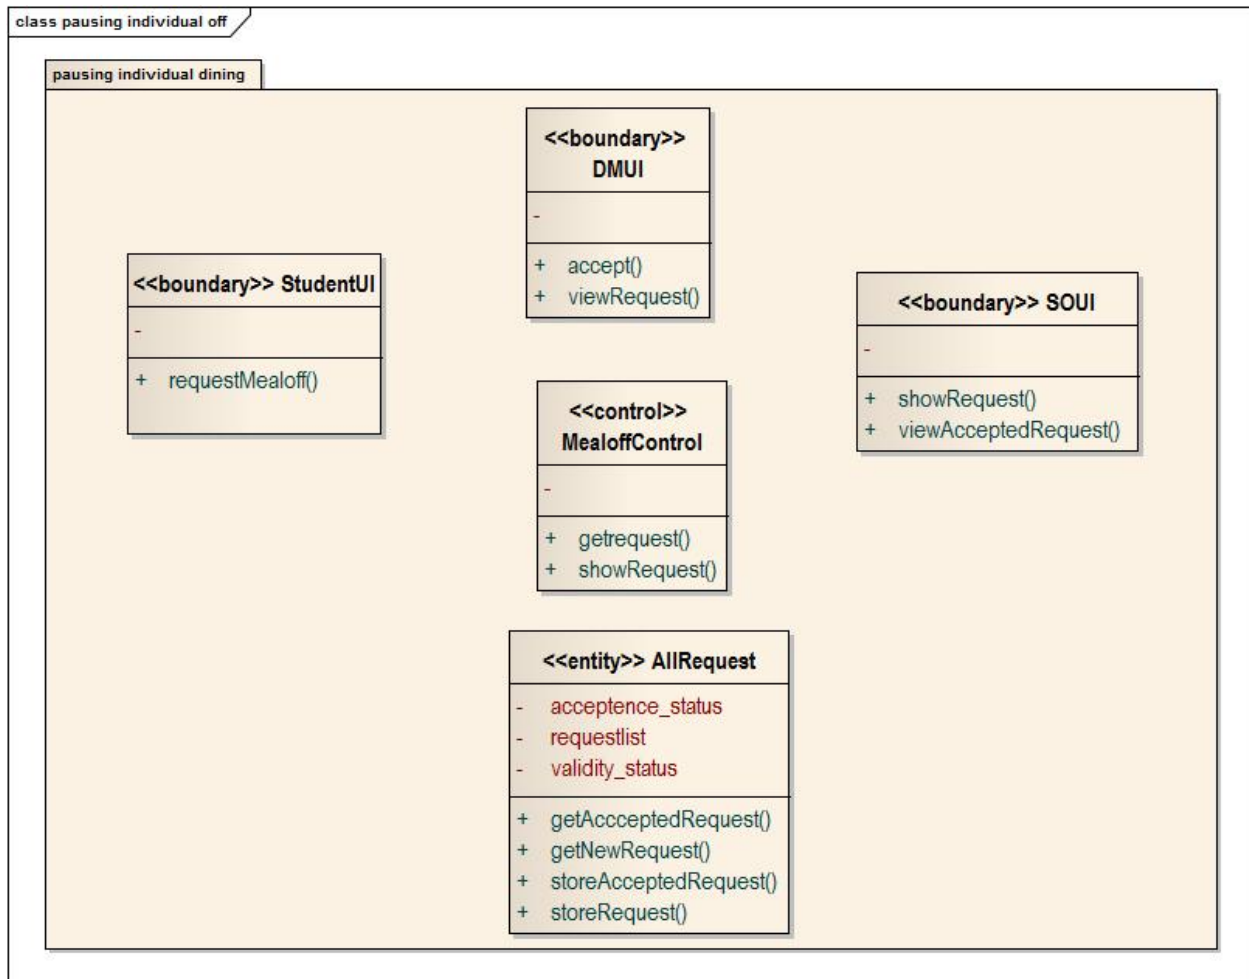 class pausing individual off
pausing individual dining
<<boundary>>
DMUI
-
+ accept()
+ viewRequest()
<<boundary>> StudentUI
-
+ requestMealoff()
<<boundary>> SOUI
-
+ showRequest()
+ viewAcceptedRequest()
<<control>>
MealoffControl
-
+ getrequest()
+ showRequest()
<<entity>> AllRequest
- acceptence_status
- requestlist
- validity_status
+ getAccceptedRequest()
+ getNewRequest()
+ storeAcceptedRequest()
+ storeRequest()